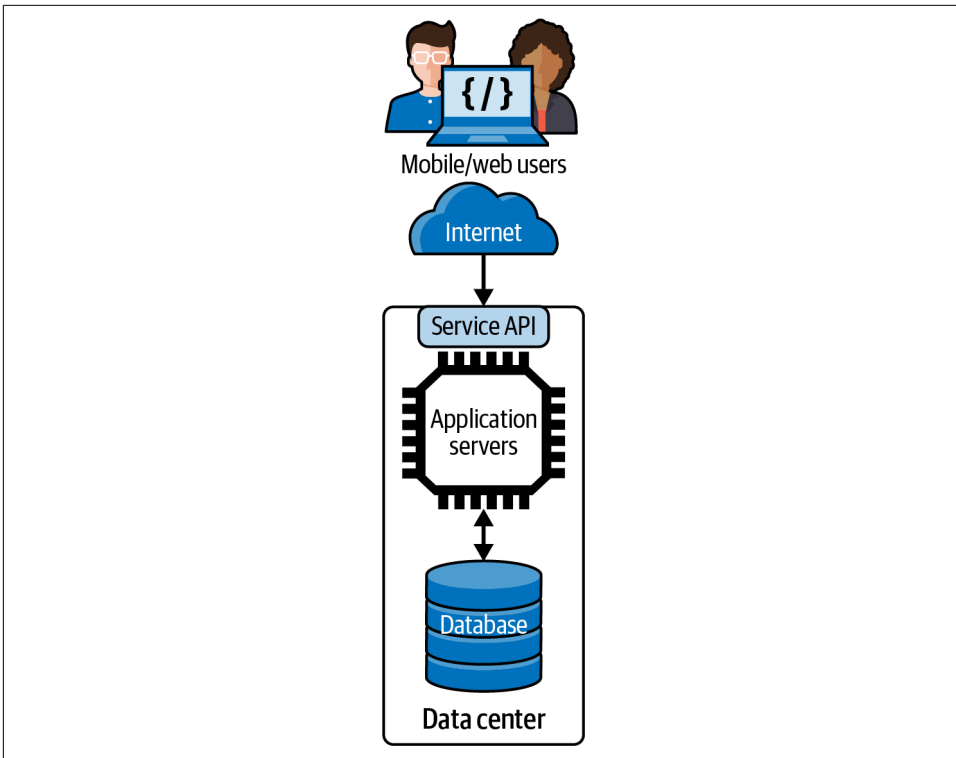 {/}
Mobile/web users
Internet
Service API
Application
servers
Database
Data center